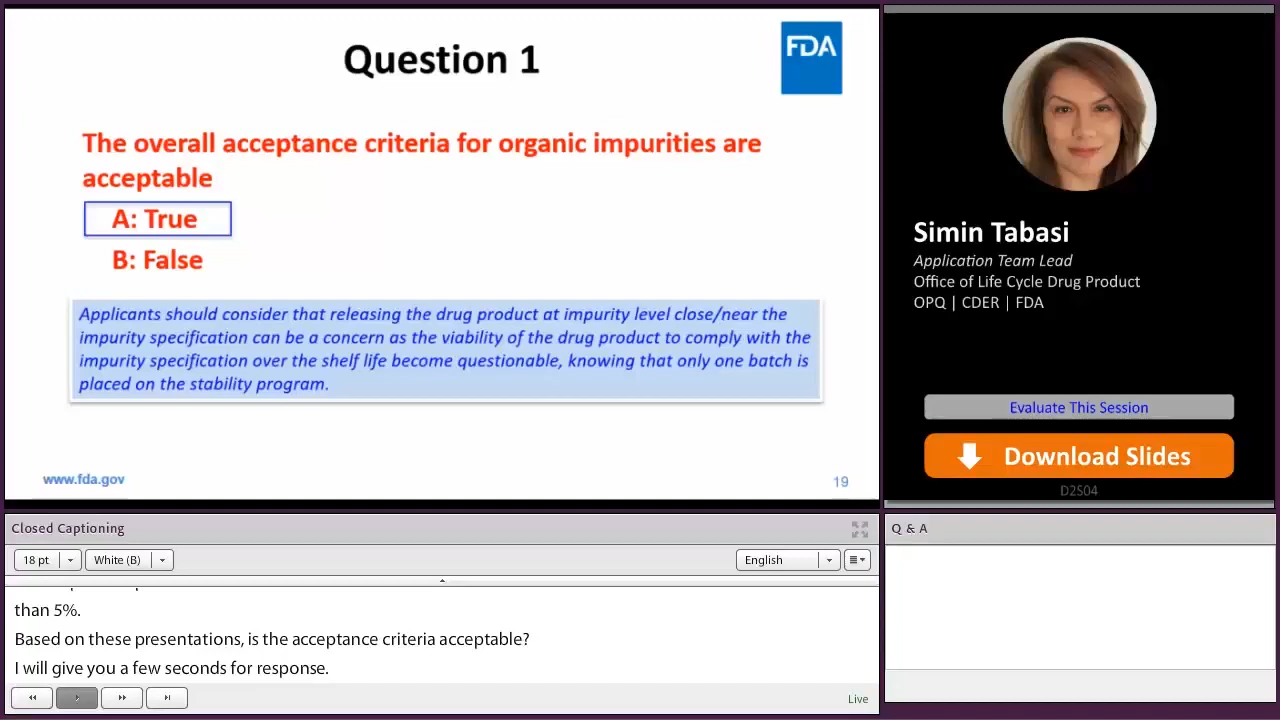 Question 1
FDA
The overall acceptance criteria for organic impurities are
acceptable
A: True
B: False
Applicants should consider that releasing the drug product at impurity level close/near the
impurity specification can be a concern as the viability of the drug product to comply with the
impurity specification over the shelf life become questionable, knowing that only one batch is
placed on the stability program.
www.fda.gov
19
Simin Tabasi
Application Team Lead
Office of Life Cycle Drug Product
OPQ | CDER | FDA
Evaluate This Session
Download Slides
D2S04
Closed Captioning
18 pt
White (B)
English
than 5%.
Based on these presentations, is the acceptance criteria acceptable?
I will give you a few seconds for response.
Live
Q & A